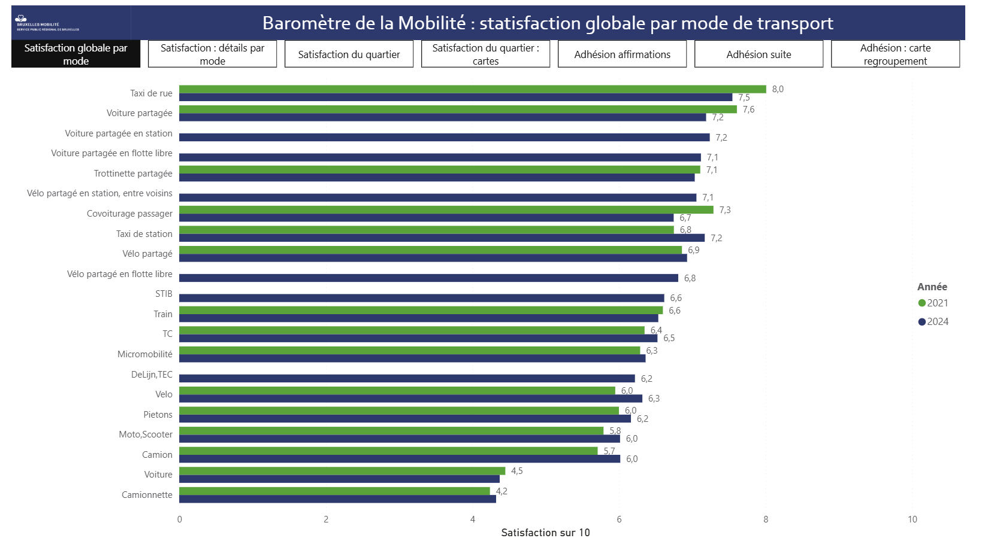 BRUXELLES MOBILITÉ
SERVICE PUBLIC RÉGIONAL DE BRUXELLES
Baromètre de la Mobilité : statisfaction globale par mode de transport
Satisfaction globale par
mode
Satisfaction : détails par
mode
Satisfaction du quartier
Satisfaction du quartier :
cartes
Adhésion affirmations
Adhésion suite
Adhésion : carte
regroupement
Taxi de rue
8,0
7,5
Voiture partagée
7,6
7,2
Voiture partagée en station
7,2
Voiture partagée en flotte libre
7,1
Trottinette partagée
7,1
Vélo partagé en station, entre voisins
7,1
Covoiturage passager
7,3
6,7
Taxi de station
6,8
7,2
Vélo partagé
6,9
Vélo partagé en flotte libre
6,8
STIB
6,6
Train
6,6
TC
6,4
6,5
Micromobilité
6,3
DeLijn,TEC
6,2
Velo
6,0
6,3
Pietons
6,0
6,2
Moto,Scooter
5,8
6,0
Camion
5,7
6,0
Voiture
4,5
Camionnette
4,2
0 2 4 6 8 10
Satisfaction sur 10
Année
2021
2024